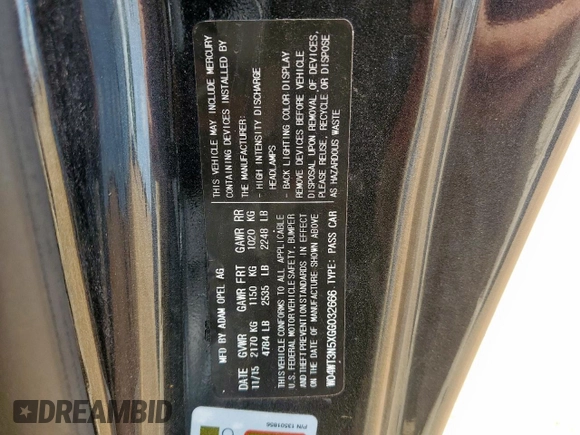 MFD BY ADAM OPEL AG
DATE GVWR GAWR FRT GAWR RR
11/15 2170 KG 1150 KG 1020 KG
4784 LB 2535 LB 2248 LB
THIS VEHICLE CONFORMS TO ALL APPLICABLE
U.S. FEDERAL MOTOR VEHICLE SAFETY, BUMPER
AND THEFT PREVENTION STANDARDS IN EFFECT
ON THE DATE OF MANUFACTURE SHOWN ABOVE
W04WT3N5XGG032666 TYPE: PASS CAR
THIS VEHICLE MAY INCLUDE MERCURY
CONTAINING DEVICES INSTALLED BY
THE MANUFACTURER:
- HIGH INTENSITY DISCHARGE
HEADLAMPS
- BACK LIGHTING COLOR DISPLAY
REMOVE DEVICES BEFORE VEHICLE
DISPOSAL UPON REMOVAL OF DEVICES,
PLEASE REUSE, RECYCLE OR DISPOSE
AS HAZARDOUS WASTE
P/N 13501856
DREAMBID